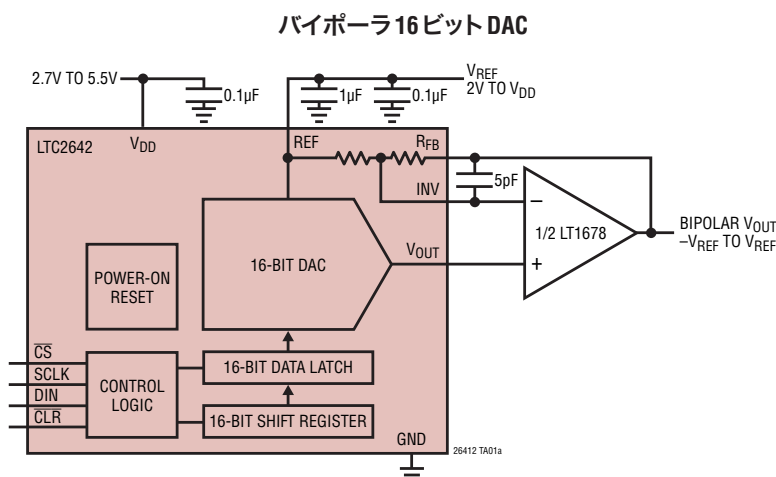 バイポーラ16ビットDAC
2.7V TO 5.5V
0.1µF
1µF
0.1µF
VREF
2V TO VDD
LTC2642
VDD
REF
RFB
INV
5pF
16-BIT DAC
VOUT
1/2 LT1678
–
+
BIPOLAR VOUT
–VREF TO VREF
POWER-ON
RESET
CS
SCLK
DIN
CLR
CONTROL
LOGIC
16-BIT DATA LATCH
16-BIT SHIFT REGISTER
GND
26412 TA01a